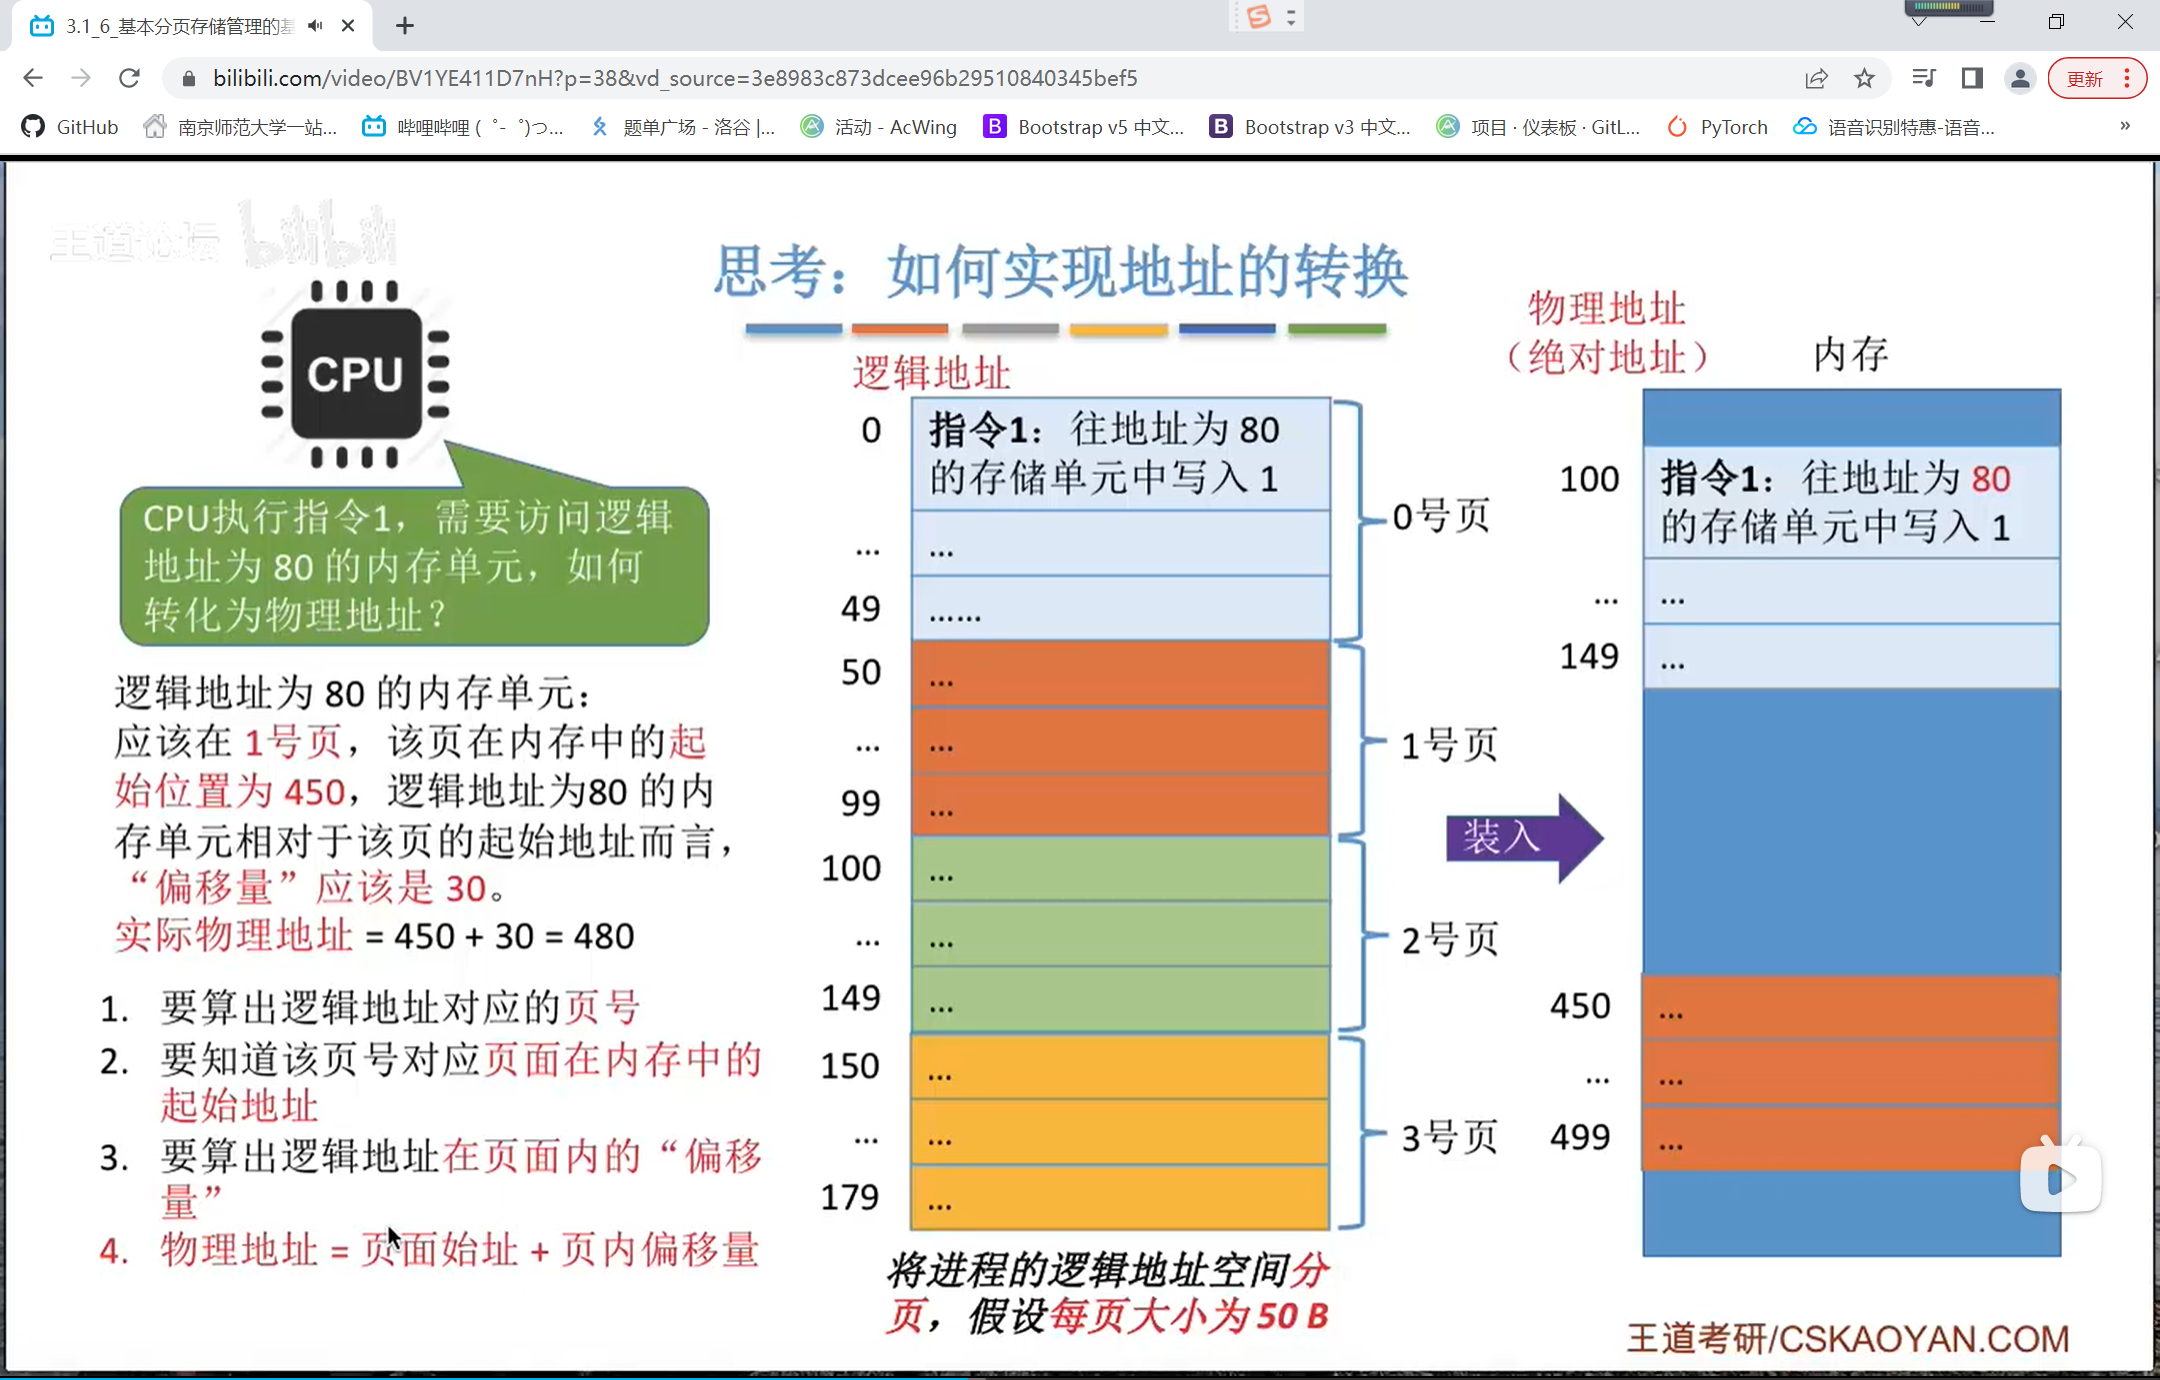 3.1_6_基本分页存储管理的基
bilibili.com/video/BV1YE411D7nH?p=38&vd_source=3e8983c873dcee96b29510840345bef5
更新
GitHub
南京师范大学一站...
哔哩哔哩 (゜-゜)つ...
题单广场 - 洛谷 |...
活动 - AcWing
Bootstrap v5 中文...
Bootstrap v3 中文...
项目 · 仪表板 · GitL...
PyTorch
语音识别特惠-语音...
»
王道论坛
bilibili
思考：如何实现地址的转换
CPU
CPU执行指令1，需要访问逻辑
地址为 80 的内存单元，如何
转化为物理地址？
逻辑地址为 80 的内存单元：
应该在 1号页，该页在内存中的起
始位置为 450，逻辑地址为80 的内
存单元相对于该页的起始地址而言，
“偏移量”应该是 30。
实际物理地址 = 450 + 30 = 480
1. 要算出逻辑地址对应的页号
2. 要知道该页号对应页面在内存中的
起始地址
3. 要算出逻辑地址在页面内的“偏移
量”
4. 物理地址 = 页面始址 + 页内偏移量
逻辑地址
0
指令1：往地址为 80
的存储单元中写入 1
... ...
49 ......
0号页
50 ...
... ...
99 ...
1号页
100 ...
... ...
149 ...
2号页
150 ...
... ...
179 ...
3号页
将进程的逻辑地址空间分
页，假设每页大小为 50 B
装入
物理地址
（绝对地址）
内存
100
指令1：往地址为 80
的存储单元中写入 1
... ...
149 ...
450 ...
... ...
499 ...
王道考研/CSKAOYAN.COM